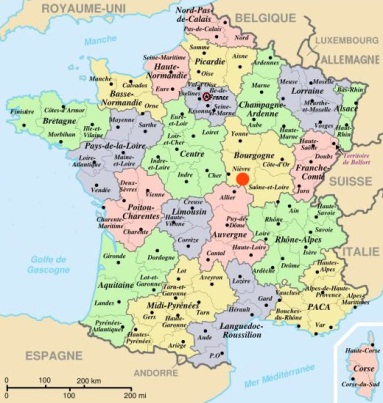 ROYAUME-UNI
BELGIQUE
LUXEMBOURG
ALLEMAGNE
Manche
Nord-Pas-
de-Calais
Pas-de-Calais
Nord
Somme
Picardie
Aisne
Oise
Seine-Maritime
Haute-
Normandie
Eure
Ardennes
Champagne-
Ardenne
Marne
Aube
Haute-
Marne
Meuse
Moselle
Lorraine
Meurthe-
et-Moselle
Vosges
Bas-Rhin
Alsace
Haut-Rhin
Territoire
de Belfort
Manche
Calvados
Basse-
Normandie
Orne
Val-d'Oise
Yvelines
Ile-de-
France
Seine-
et-Marne
Essonne
Finistère
Côtes-d'Armor
Bretagne
Morbihan
Ille-et-
Vilaine
Mayenne
Sarthe
Pays-de-la-Loire
Loire-
Atlantique
Maine-
et-Loire
Vendée
Eure-
et-Loir
Loiret
Loir-
et-Cher
Centre
Indre
Cher
Yonne
Bourgogne
Côte-d'Or
Nièvre
Saône-et-Loire
Haute-
Saône
Doubs
Franche-
Comté
Jura
SUISSE
Deux-
Sèvres
Vienne
Poitou-
Charentes
Charente-
Maritime
Charente
Creuse
Limousin
Haute-
Vienne
Corrèze
Allier
Puy-de-
Dôme
Auvergne
Cantal
Haute-Loire
Loire
Rhône
Ain
Haute-
Savoie
Rhône-Alpes
Savoie
Isère
Ardèche
Drôme
ITALIE
Golfe de
Gascogne
Gironde
Dordogne
Lot-et-
Garonne
Aquitaine
Landes
Pyrénées-
Atlantiques
Lot
Aveyron
Tarn-et-
Garonne
Midi-Pyrénées
Gers
Tarn
Haute-
Garonne
Hautes-
Pyrénées
Ariège
Lozère
Gard
Hérault
Languedoc-
Roussillon
Aude
P.O
Hautes-
Alpes
Alpes-de-Haute-
Provence
Alpes-
Maritimes
Vaucluse
PACA
Bouches-
du-Rhône
Var
ESPAGNE
ANDORRE
Mer Méditerranée
Haute-Corse
Corse
Corse-du-Sud
0 100 200 km
0 100 200 mi